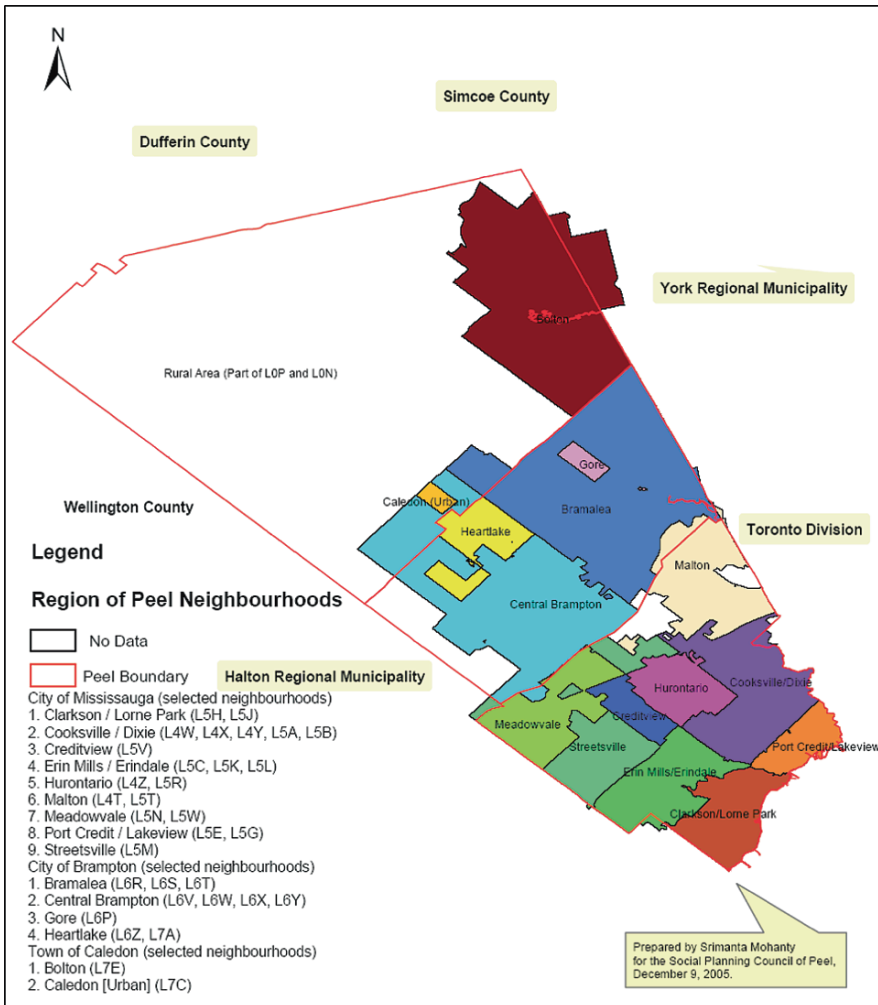 N
Simcoe County
Dufferin County
York Regional Municipality
Bolton
Rural Area (Part of L0P and L0N)
Gore
Caledon (Urban)
Bramalea
Wellington County
Heartlake
Toronto Division
Malton
Central Brampton
Legend
Region of Peel Neighbourhoods
No Data
Peel Boundary
Halton Regional Municipality
Hurontario
Cooksville/Dixie
Creditview
Meadowvale
Streetsville
Port Credit/Lakeview
Erin Mills/Erindale
Clarkson/Lorne Park
City of Mississauga (selected neighbourhoods)
1. Clarkson / Lorne Park (L5H, L5J)
2. Cooksville / Dixie (L4W, L4X, L4Y, L5A, L5B)
3. Creditview (L5V)
4. Erin Mills / Erindale (L5C, L5K, L5L)
5. Hurontario (L4Z, L5R)
6. Malton (L4T, L5T)
7. Meadowvale (L5N, L5W)
8. Port Credit / Lakeview (L5E, L5G)
9. Streetsville (L5M)
City of Brampton (selected neighbourhoods)
1. Bramalea (L6R, L6S, L6T)
2. Central Brampton (L6V, L6W, L6X, L6Y)
3. Gore (L6P)
4. Heartlake (L6Z, L7A)
Town of Caledon (selected neighbourhoods)
1. Bolton (L7E)
2. Caledon [Urban] (L7C)
Prepared by Srimanta Mohanty
for the Social Planning Council of Peel,
December 9, 2005.